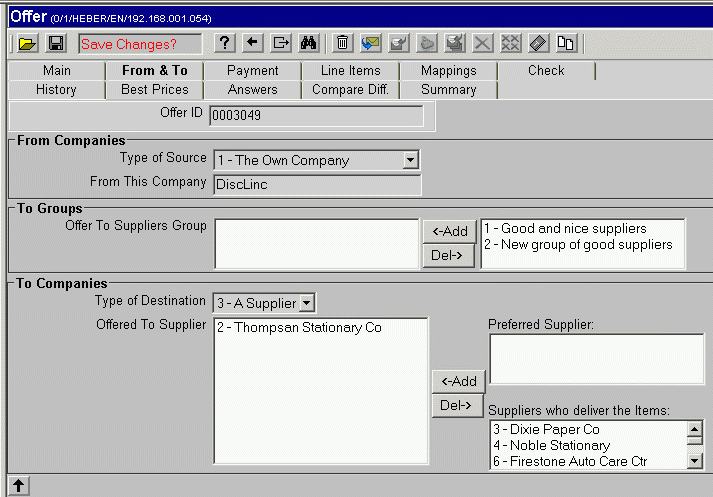 Offer (0/1/HEBER/EN/192.168.001.054)
Save Changes? ?
Main From & To Payment Line Items Mappings Check
History Best Prices Answers Compare Diff. Summary
Offer ID 0003049
From Companies
Type of Source 1 - The Own Company
From This Company DiscLinc
To Groups
Offer To Suppliers Group <-Add 1 - Good and nice suppliers
Del-> 2 - New group of good suppliers
To Companies
Type of Destination 3 - A Supplier
Offered To Supplier 2 - Thompsan Stationary Co Preferred Supplier:
<-Add
Del-> Suppliers who deliver the Items:
3 - Dixie Paper Co
4 - Noble Stationary
6 - Firestone Auto Care Ctr